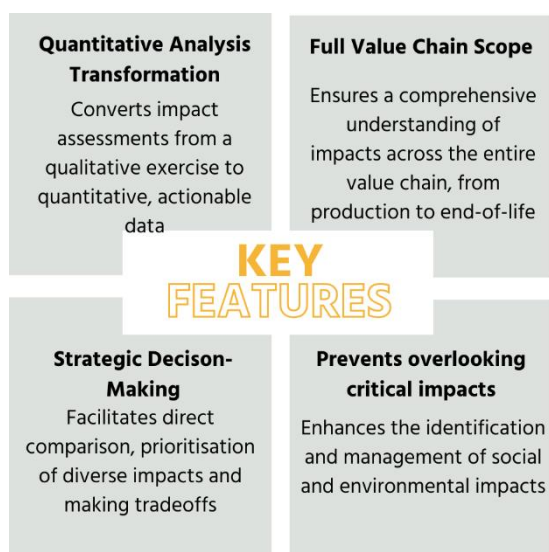 Quantitative Analysis
Transformation
Converts impact
assessments from a
qualitative exercise to
quantitative, actionable
data
Full Value Chain Scope
Ensures a comprehensive
understanding of
impacts across the entire
value chain, from
production to end-of-life
KEY
FEATURES
Strategic Decison-
Making
Facilitates direct
comparison, prioritisation
of diverse impacts and
making tradeoffs
Prevents overlooking
critical impacts
Enhances the identification
and management of social
and environmental impacts